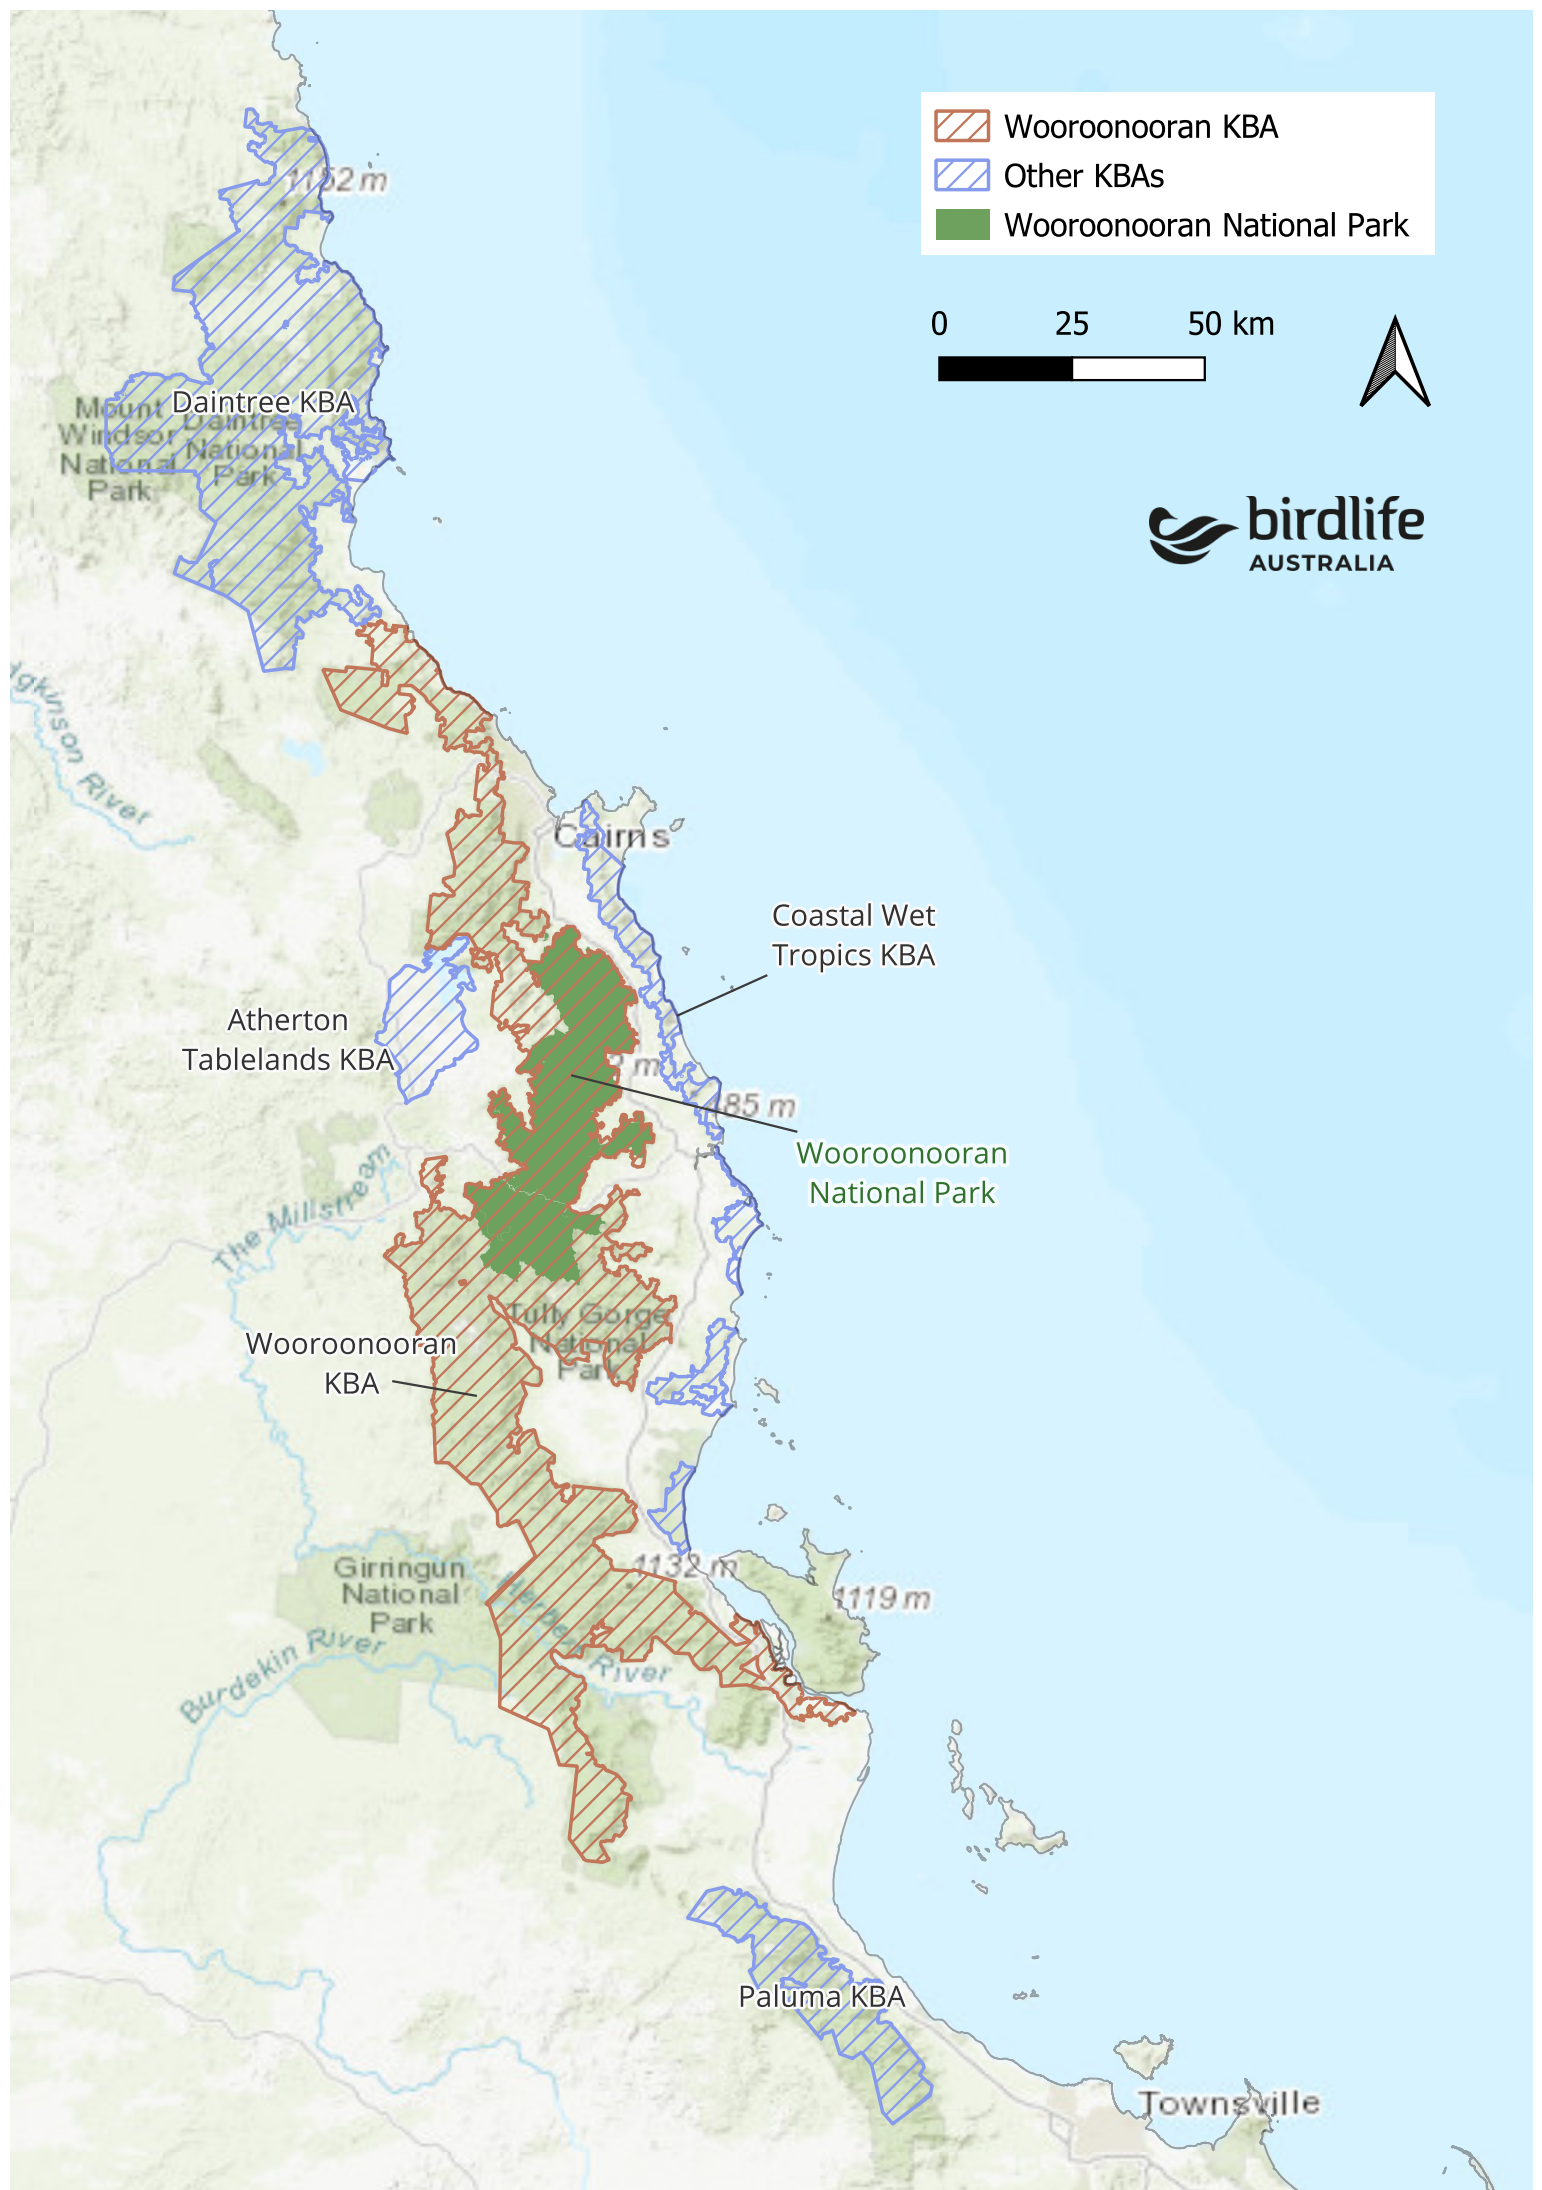 Wooroonooran KBA
Other KBAs
Wooroonooran National Park
0 25 50 km
birdlife
AUSTRALIA
1152 m
Daintree KBA
Mount
Windsor
National
Park
Daintree
National
Park
River
Cairns
Coastal Wet
Tropics KBA
Atherton
Tablelands KBA
m
Wooroonooran
National Park
The Millstream
Tully Gorge
National
Park
Wooroonooran
KBA
1132 m
1119 m
Girringun
National
Park
Herbert River
Burdekin River
Paluma KBA
Townsville